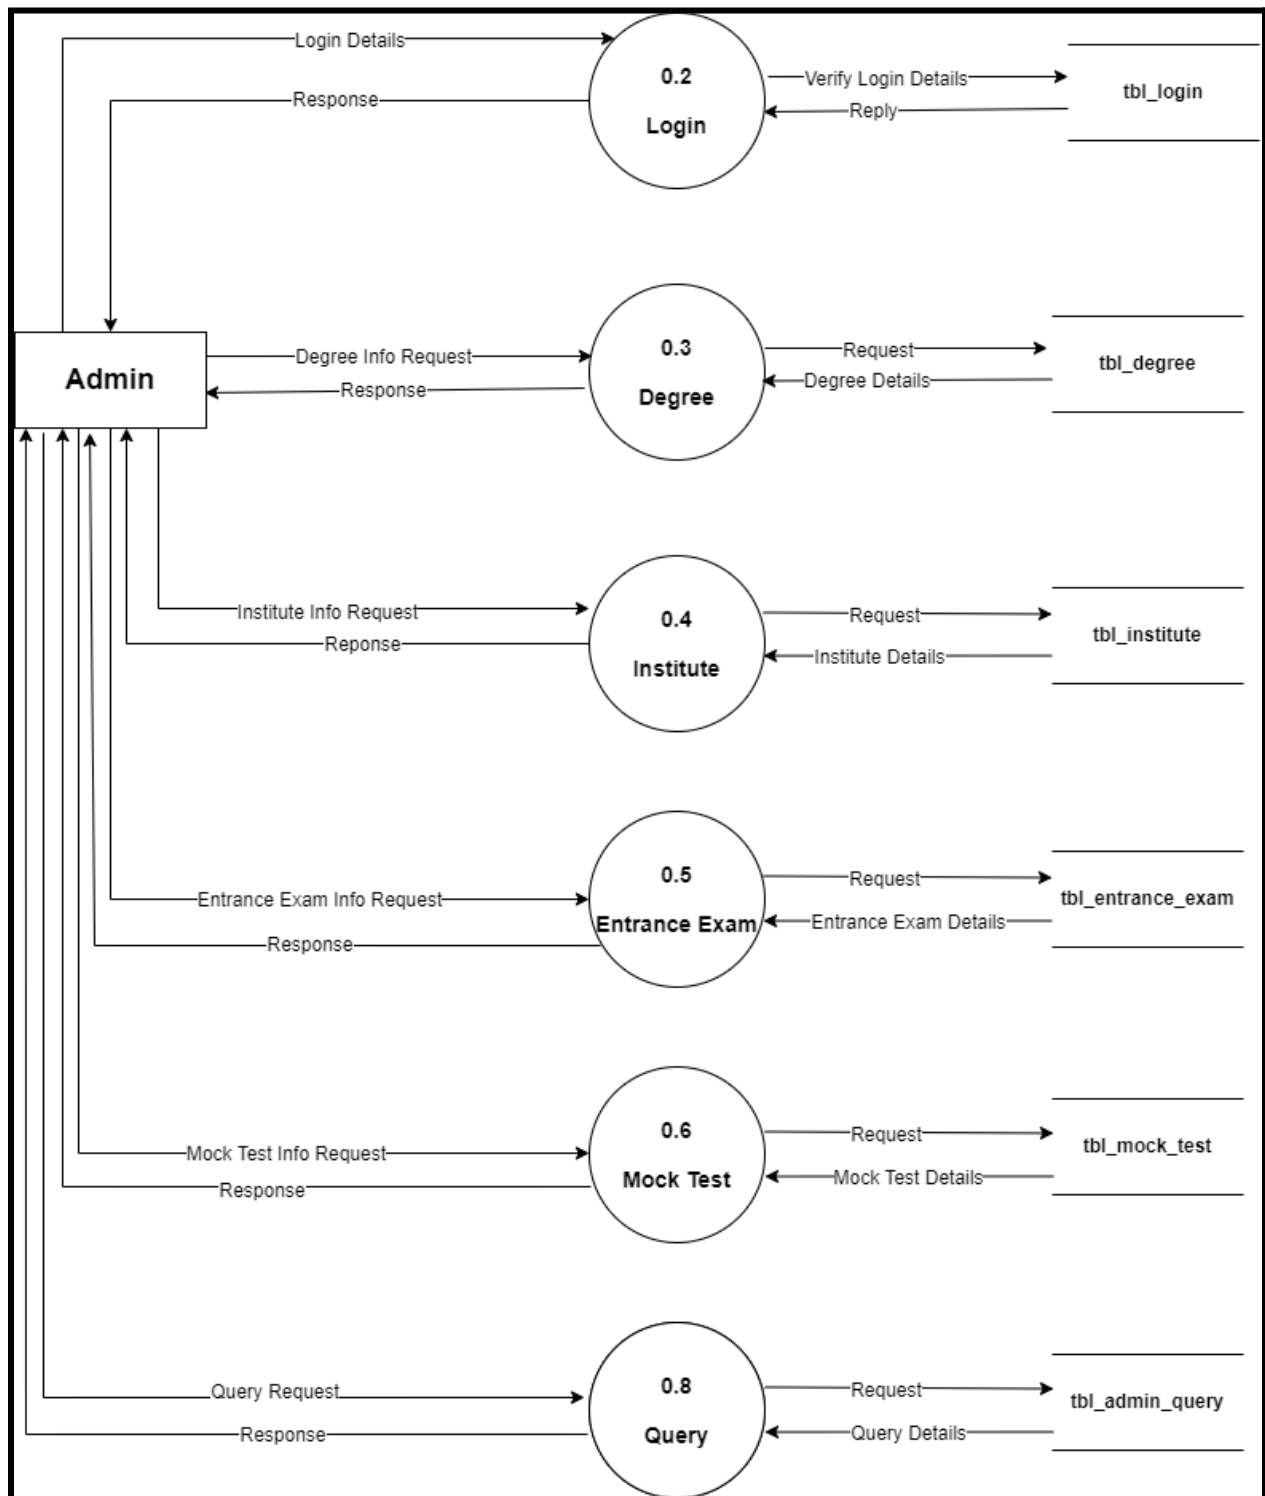 Login Details
0.2
Login
Verify Login Details
tbl_login
Response
Reply
Admin
Degree Info Request
0.3
Degree
Request
tbl_degree
Response
Degree Details
Institute Info Request
0.4
Institute
Request
tbl_institute
Reponse
Institute Details
Entrance Exam Info Request
0.5
Entrance Exam
Request
tbl_entrance_exam
Response
Entrance Exam Details
Mock Test Info Request
0.6
Mock Test
Request
tbl_mock_test
Response
Mock Test Details
Query Request
0.8
Query
Request
tbl_admin_query
Response
Query Details